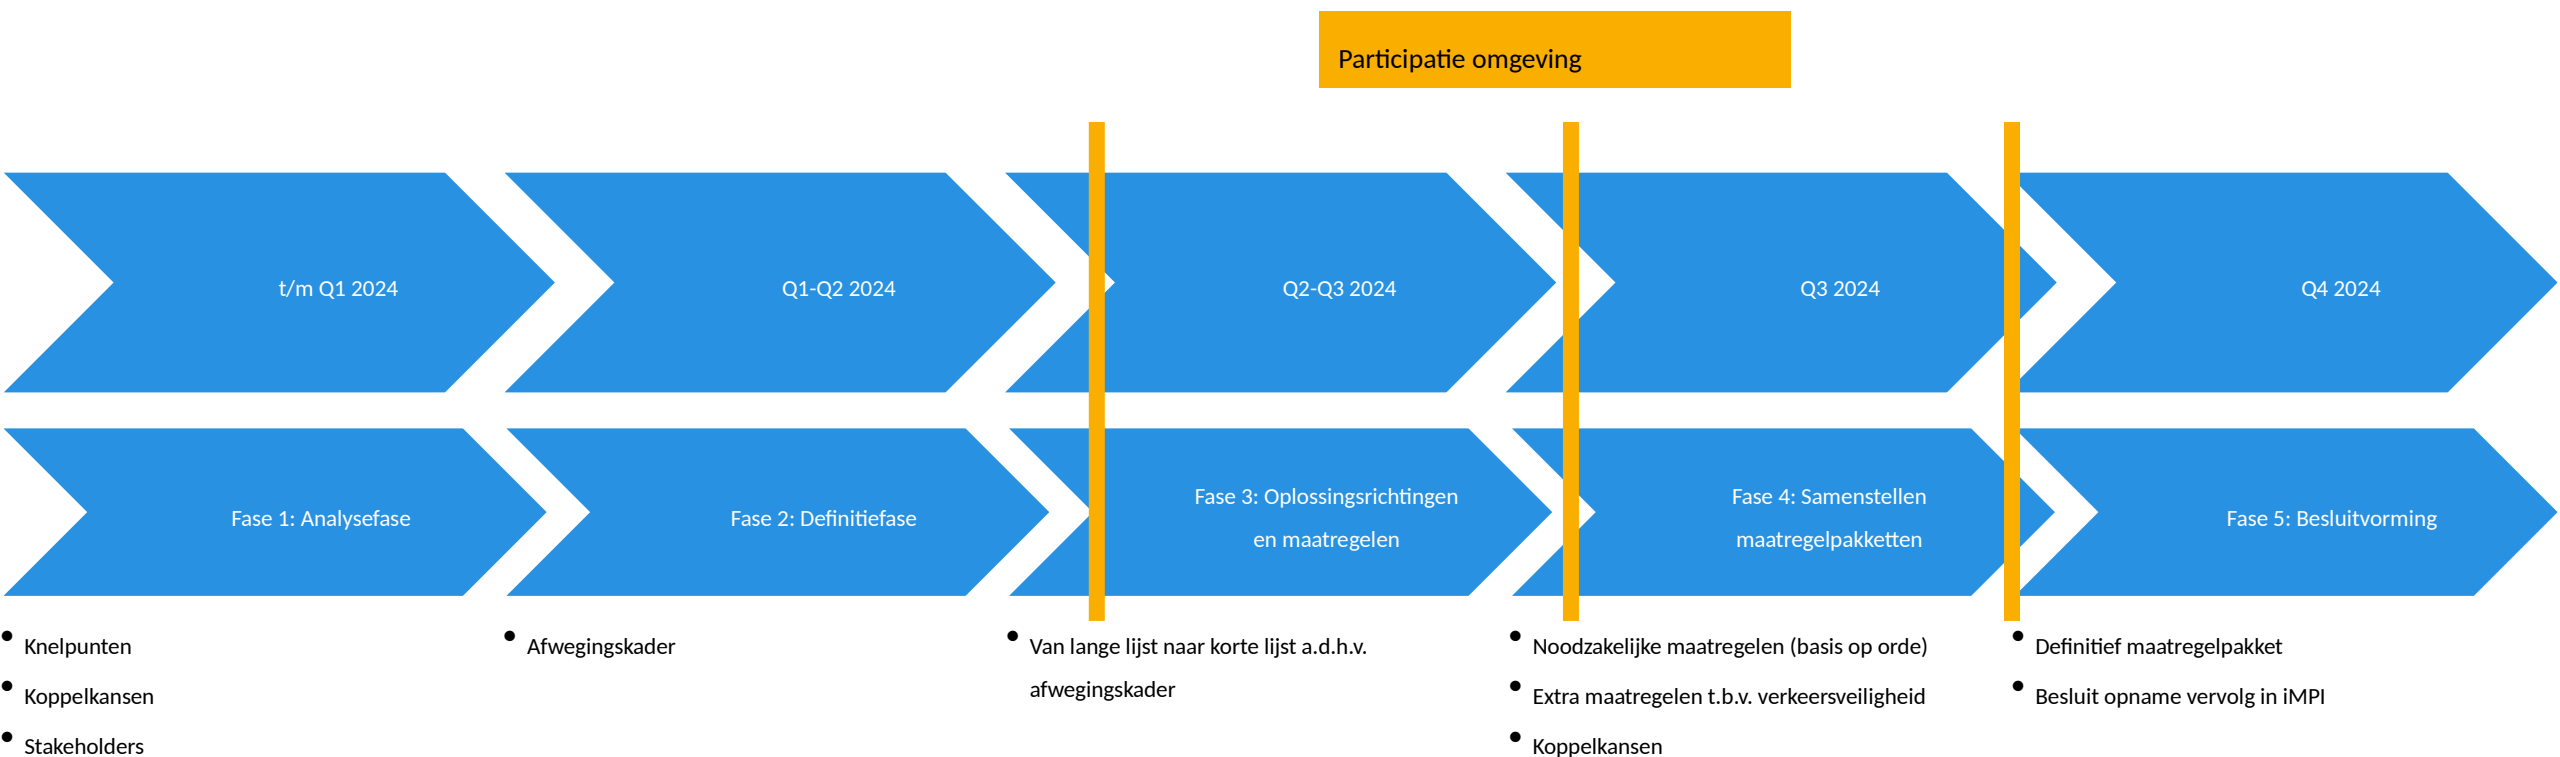 Participatie omgeving
t/m Q1 2024
Q1-Q2 2024
Q2-Q3 2024
Q3 2024
Q4 2024
Fase 1: Analysefase
Fase 2: Definitiefase
Fase 3: Oplossingsrichtingen
en maatregelen
Fase 4: Samenstellen
maatregelpakketten
Fase 5: Besluitvorming
• Knelpunten
• Koppelkansen
• Stakeholders
• Afwegingskader
• Van lange lijst naar korte lijst a.d.h.v.
afwegingskader
• Noodzakelijke maatregelen (basis op orde)
• Extra maatregelen t.b.v. verkeersveiligheid
• Koppelkansen
• Definitief maatregelpakket
• Besluit opname vervolg in iMPI